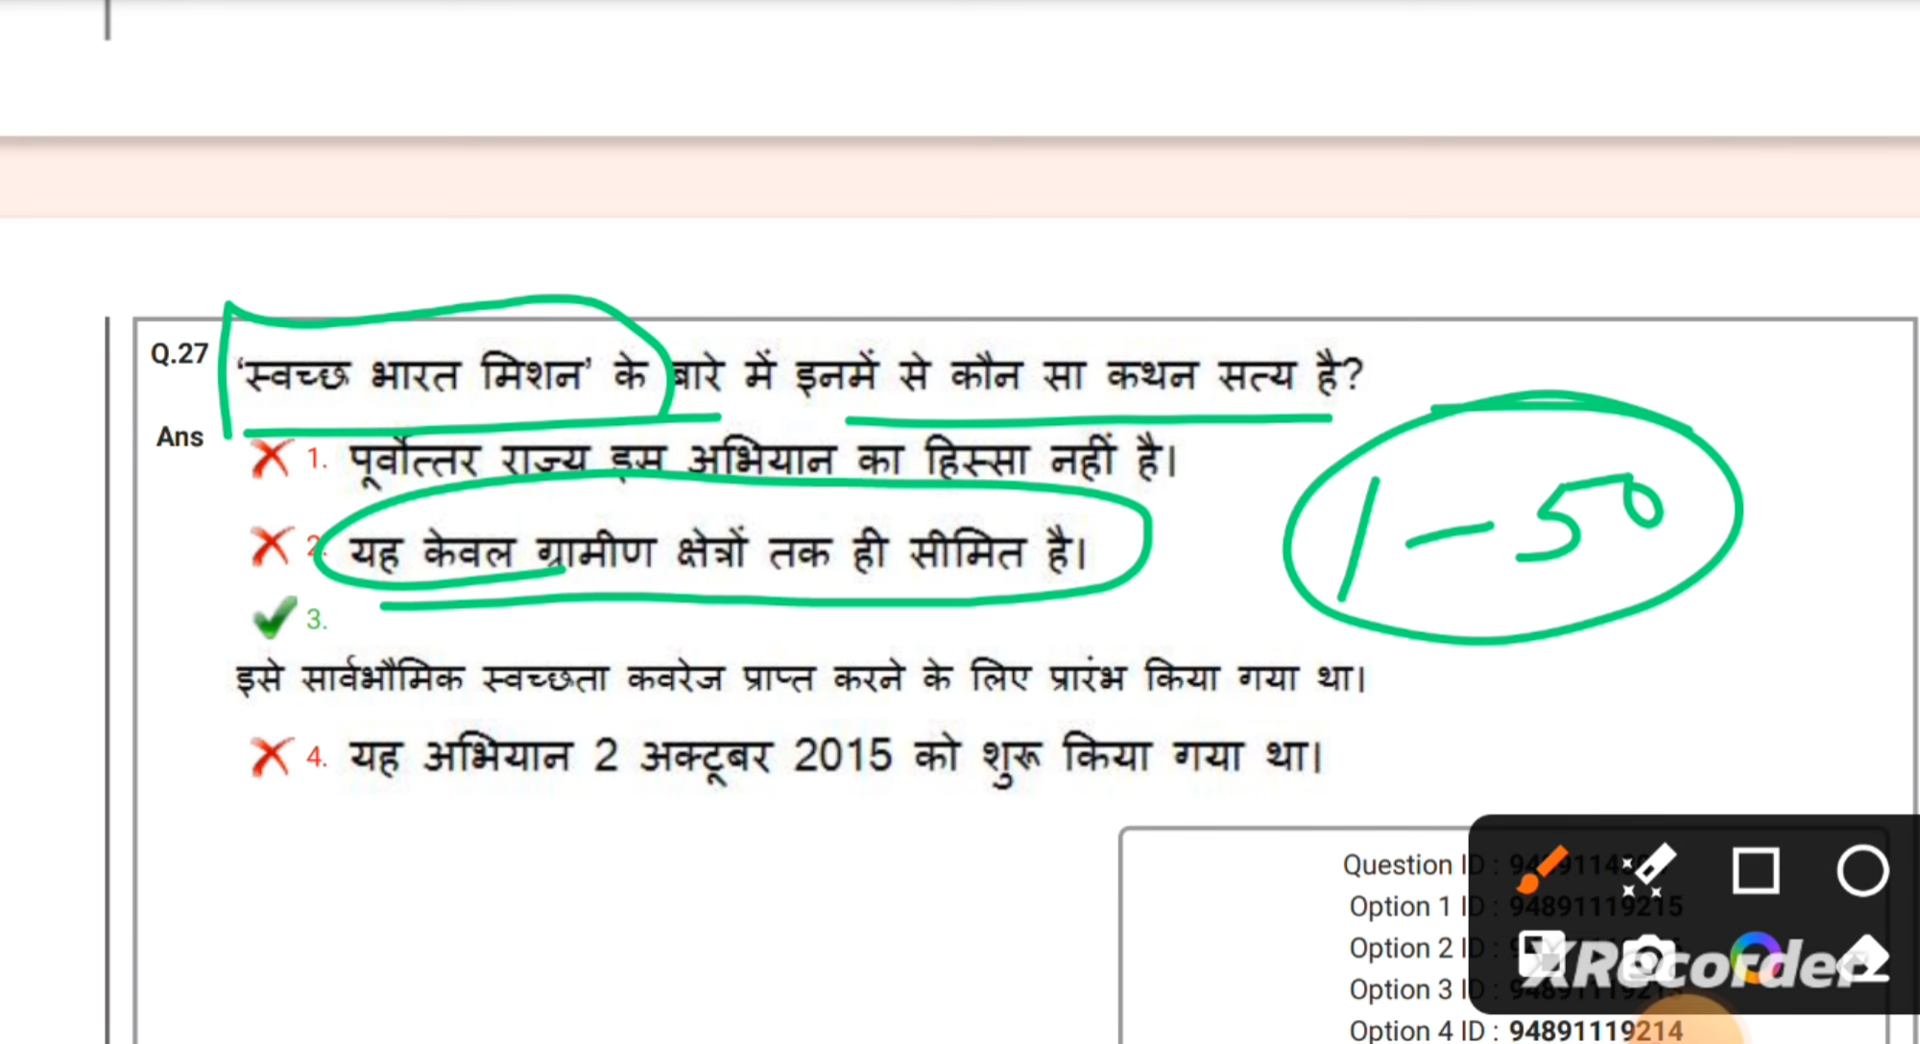 Q.27 'स्वच्छ भारत मिशन' के बारे में इनमें से कौन सा कथन सत्य है?
Ans
1. पूर्वोत्तर राज्य इस अभियान का हिस्सा नहीं है।
2. यह केवल ग्रामीण क्षेत्रों तक ही सीमित है।
3.
इसे सार्वभौमिक स्वच्छता कवरेज प्राप्त करने के लिए प्रारंभ किया गया था।
4. यह अभियान 2 अक्टूबर 2015 को शुरू किया गया था।
1-50
Question ID :
Option 1 ID : 94891119215
Option 2 ID :
Option 3 ID :
Option 4 ID : 94891119214
XRecorder